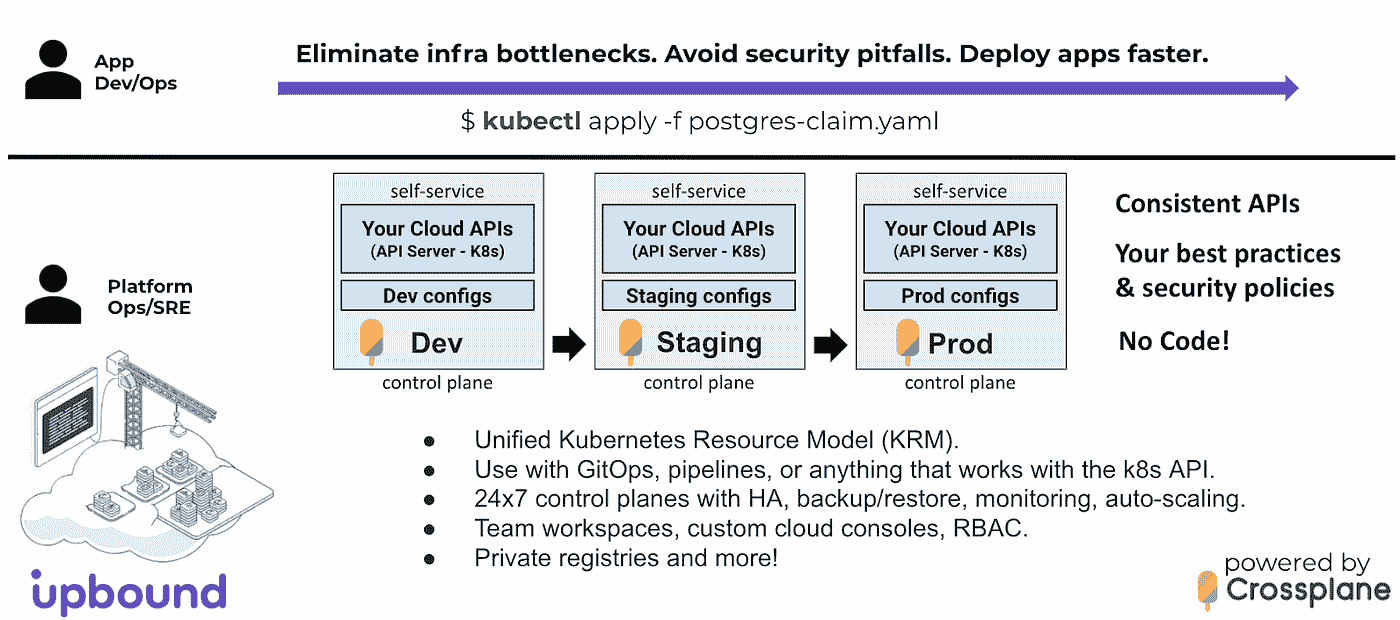 App
Dev/Ops
Eliminate infra bottlenecks. Avoid security pitfalls. Deploy apps faster.
$ kubectl apply -f postgres-claim.yaml
Platform
Ops/SRE
self-service
Your Cloud APIs
(API Server - K8s)
Dev configs
Dev
control plane
self-service
Your Cloud APIs
(API Server - K8s)
Staging configs
Staging
control plane
self-service
Your Cloud APIs
(API Server - K8s)
Prod configs
Prod
control plane
Consistent APIs
Your best practices
& security policies
No Code!
● Unified Kubernetes Resource Model (KRM).
● Use with GitOps, pipelines, or anything that works with the k8s API.
● 24x7 control planes with HA, backup/restore, monitoring, auto-scaling.
● Team workspaces, custom cloud consoles, RBAC.
● Private registries and more!
upbound
powered by
Crossplane